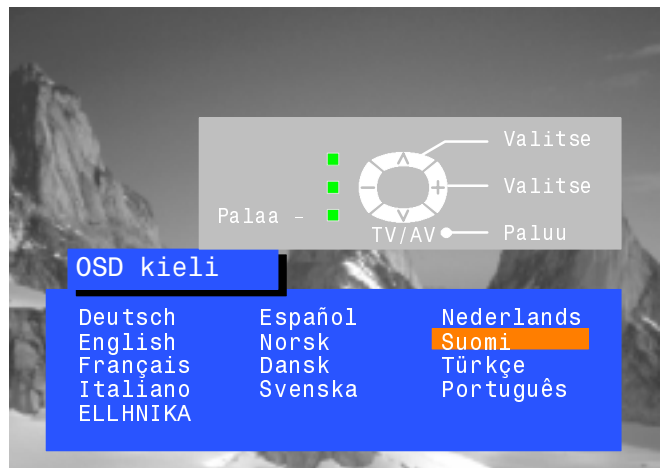 Valitse
Valitse
Palaa -
TV/AV
Paluu
OSD kieli
Deutsch Español Nederlands
English Norsk Suomi
Français Dansk Türkçe
Italiano Svenska Português
ELLHNIKA